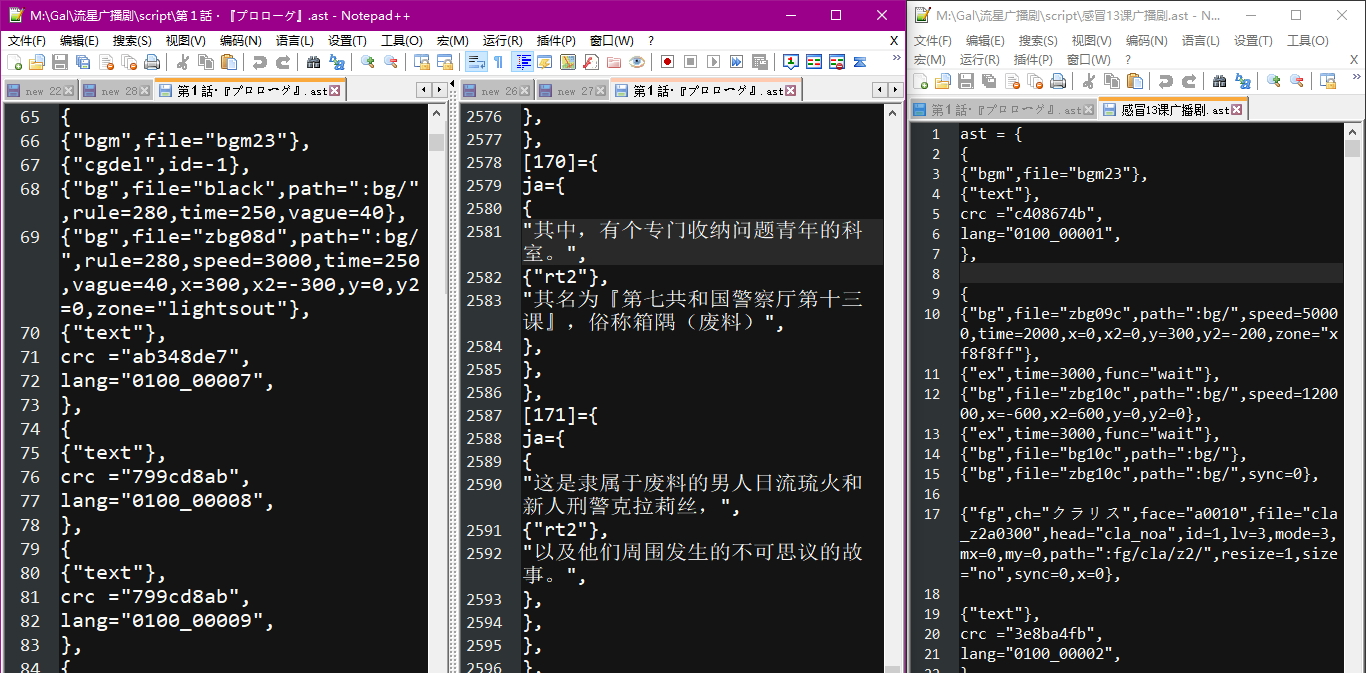 M:\Gal\流星广播剧\script\第１話・『プロローグ』.ast - Notepad++
文件(F) 编辑(E) 搜索(S) 视图(V) 编码(N) 语言(L) 设置(T) 工具(O) 宏(M) 运行(R) 插件(P) 窗口(W) ? X
new 22
new 28
第１話・『プロローグ』.ast
65 {
66 {"bgm",file="bgm23"},
67 {"cgdel",id=-1},
68 {"bg",file="black",path=":bg/"
,rule=280,time=250,vague=40},
69 {"bg",file="zbg08d",path=":bg/
",rule=280,speed=3000,time=250
,vague=40,x=300,x2=-300,y=0,y2
=0,zone="lightsout"},
70 {"text"},
71 crc ="ab348de7",
72 lang="0100_00007",
73 },
74 {
75 {"text"},
76 crc ="799cd8ab",
77 lang="0100_00008",
78 },
79 {
80 {"text"},
81 crc ="799cd8ab",
82 lang="0100_00009",
83 },
84 {
new 26
new 27
第１話・『プロローグ』.ast
2576 },
2577 },
2578 [170]={
2579 ja={
2580 {
2581 "其中，有个专门收纳问题青年的科
室。",
2582 {"rt2"},
2583 "其名为『第七共和国警察厅第十三
课』，俗称箱隅（废料）",
2584 },
2585 },
2586 },
2587 [171]={
2588 ja={
2589 {
2590 "这是隶属于废料的男人日流琉火和
新人刑警克拉莉丝，",
2591 {"rt2"},
2592 "以及他们周围发生的不可思议的故
事。",
2593 },
2594 },
2595 },
2596 },
M:\Gal\流星广播剧\script\感冒13课广播剧.ast - N...
文件(F) 编辑(E) 搜索(S) 视图(V) 编码(N) 语言(L) 设置(T) 工具(O)
宏(M) 运行(R) 插件(P) 窗口(W) ? X
第１話・『プロローグ』.ast
感冒13课广播剧.ast
1 ast = {
2 {
3 {"bgm",file="bgm23"},
4 {"text"},
5 crc ="c408674b",
6 lang="0100_00001",
7 },
8
9 {
10 {"bg",file="zbg09c",path=":bg/",speed=5000
0,time=2000,x=0,x2=0,y=300,y2=-200,zone="x
f8f8ff"},
11 {"ex",time=3000,func="wait"},
12 {"bg",file="zbg10c",path=":bg/",speed=1200
00,x=-600,x2=600,y=0,y2=0},
13 {"ex",time=3000,func="wait"},
14 {"bg",file="bg10c",path=":bg/"},
15 {"bg",file="zbg10c",path=":bg/",sync=0},
16
17 {"fg",ch="クラリス",face="a0010",file="cla
_z2a0300",head="cla_noa",id=1,lv=3,mode=3,
mx=0,my=0,path=":fg/cla/z2/",resize=1,size
="no",sync=0,x=0},
18
19 {"text"},
20 crc ="3e8ba4fb",
21 lang="0100_00002",